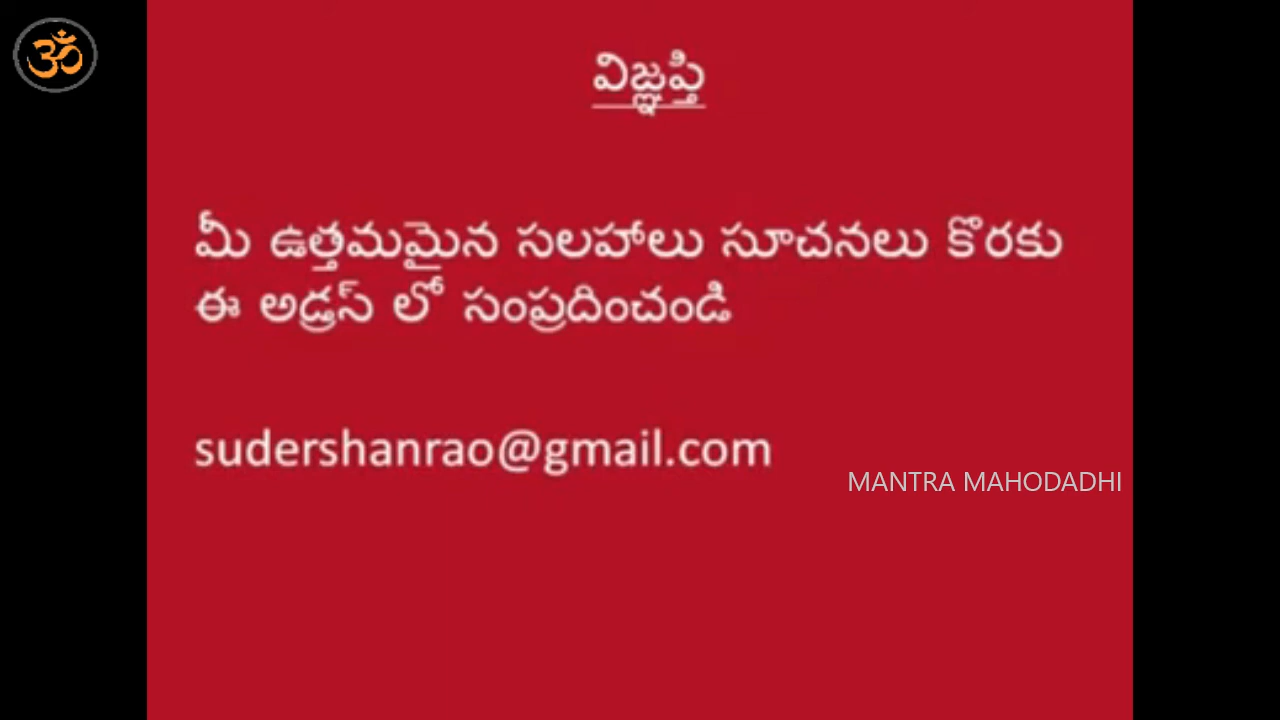 ॐ
విజ్ఞప్తి
మీ ఉత్తమమైన సలహాలు సూచనలు కొరకు
ఈ అడ్రస్ లో సంప్రదించండి
sudershanrao@gmail.com
MANTRA MAHODADHI